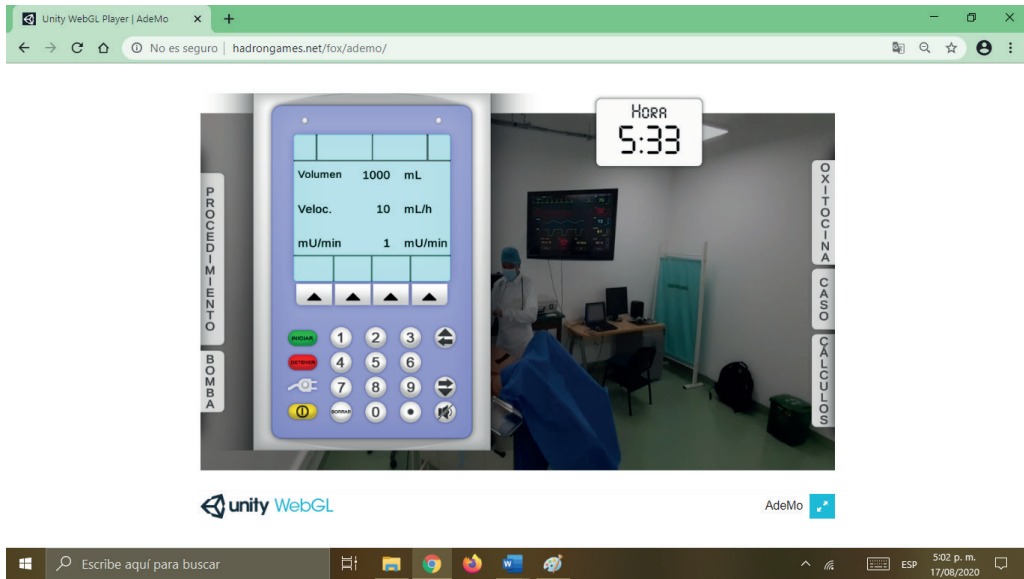 Unity WebGL Player | AdeMo
No es seguro | hadrongames.net/fox/ademo/
HORA
5:33
Volumen 1000 mL
Veloc. 10 mL/h
mU/min 1 mU/min
INICIAR 1 2 3
DETENER 4 5 6
7 8 9
BORRAR 0
PROCEDIMIENTO
BOMBA
OXITOCINA
CASO
CÁLCULOS
unity WebGL
AdeMo
Escribe aquí para buscar
ESP
5:02 p. m.
17/08/2020